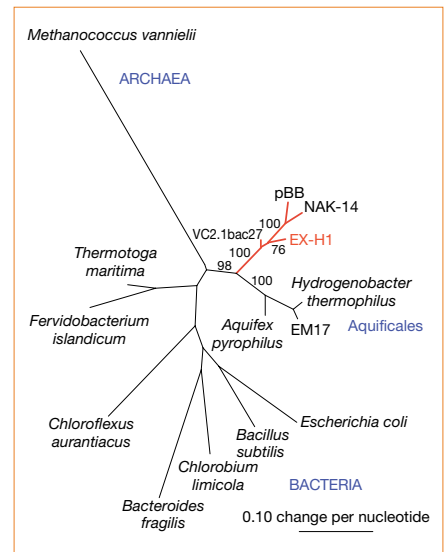 Methanococcus vannielii
ARCHAEA
pBB
NAK-14
100
VC2.1bac27
EX-H1
100
76
98
100
Thermotoga
maritima
Hydrogenobacter
thermophilus
Fervidobacterium
islandicum
Aquifex
pyrophilus
EM17
Aquificales
Chloroflexus
aurantiacus
Escherichia coli
Bacillus
subtilis
Chlorobium
limicola
Bacteroides
fragilis
BACTERIA
0.10 change per nucleotide